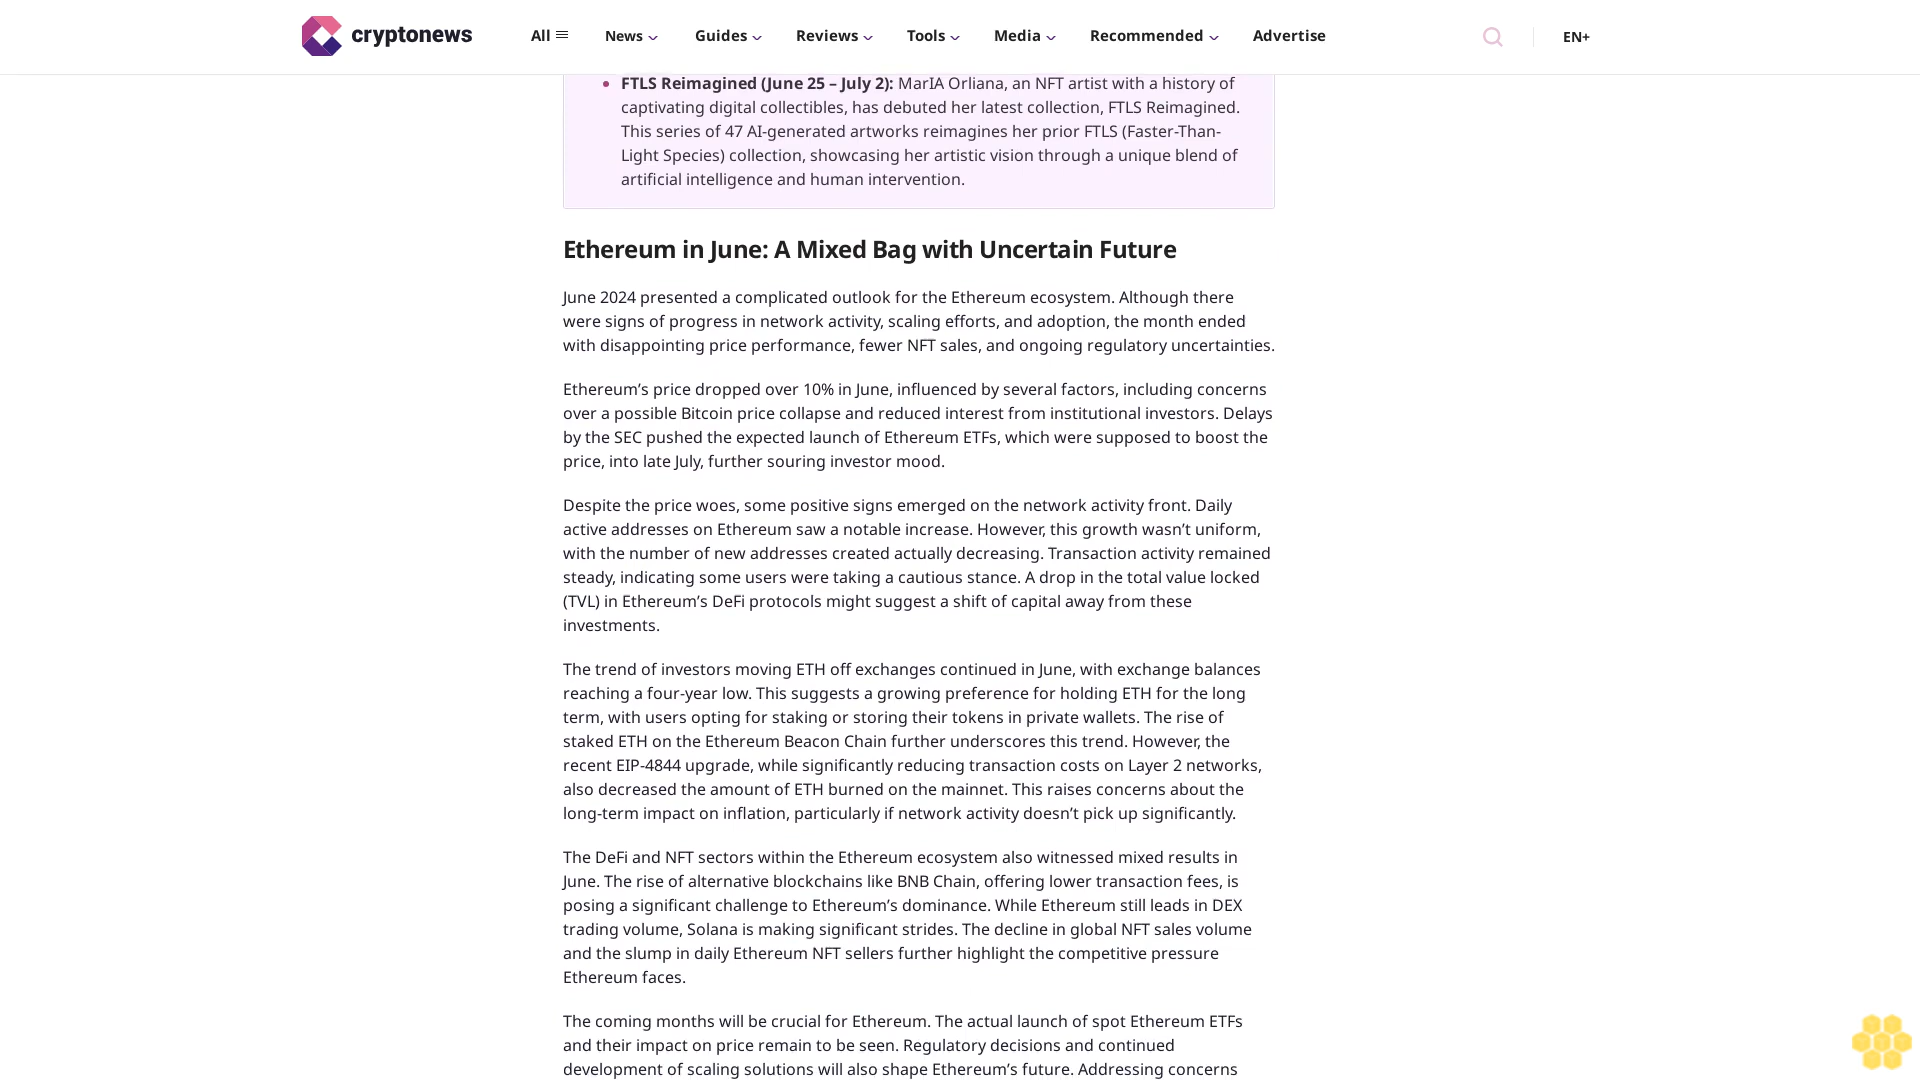 cryptonews
All
News
Guides
Reviews
Tools
Media
Recommended
Advertise
EN+
FTLS Reimagined (June 25 – July 2): MarIA Orliana, an NFT artist with a history of
captivating digital collectibles, has debuted her latest collection, FTLS Reimagined.
This series of 47 AI-generated artworks reimagines her prior FTLS (Faster-Than-
Light Species) collection, showcasing her artistic vision through a unique blend of
artificial intelligence and human intervention.
Ethereum in June: A Mixed Bag with Uncertain Future
June 2024 presented a complicated outlook for the Ethereum ecosystem. Although there
were signs of progress in network activity, scaling efforts, and adoption, the month ended
with disappointing price performance, fewer NFT sales, and ongoing regulatory uncertainties.
Ethereum’s price dropped over 10% in June, influenced by several factors, including concerns
over a possible Bitcoin price collapse and reduced interest from institutional investors. Delays
by the SEC pushed the expected launch of Ethereum ETFs, which were supposed to boost the
price, into late July, further souring investor mood.
Despite the price woes, some positive signs emerged on the network activity front. Daily
active addresses on Ethereum saw a notable increase. However, this growth wasn’t uniform,
with the number of new addresses created actually decreasing. Transaction activity remained
steady, indicating some users were taking a cautious stance. A drop in the total value locked
(TVL) in Ethereum’s DeFi protocols might suggest a shift of capital away from these
investments.
The trend of investors moving ETH off exchanges continued in June, with exchange balances
reaching a four-year low. This suggests a growing preference for holding ETH for the long
term, with users opting for staking or storing their tokens in private wallets. The rise of
staked ETH on the Ethereum Beacon Chain further underscores this trend. However, the
recent EIP-4844 upgrade, while significantly reducing transaction costs on Layer 2 networks,
also decreased the amount of ETH burned on the mainnet. This raises concerns about the
long-term impact on inflation, particularly if network activity doesn’t pick up significantly.
The DeFi and NFT sectors within the Ethereum ecosystem also witnessed mixed results in
June. The rise of alternative blockchains like BNB Chain, offering lower transaction fees, is
posing a significant challenge to Ethereum’s dominance. While Ethereum still leads in DEX
trading volume, Solana is making significant strides. The decline in global NFT sales volume
and the slump in daily Ethereum NFT sellers further highlight the competitive pressure
Ethereum faces.
The coming months will be crucial for Ethereum. The actual launch of spot Ethereum ETFs
and their impact on price remain to be seen. Regulatory decisions and continued
development of scaling solutions will also shape Ethereum’s future. Addressing concerns